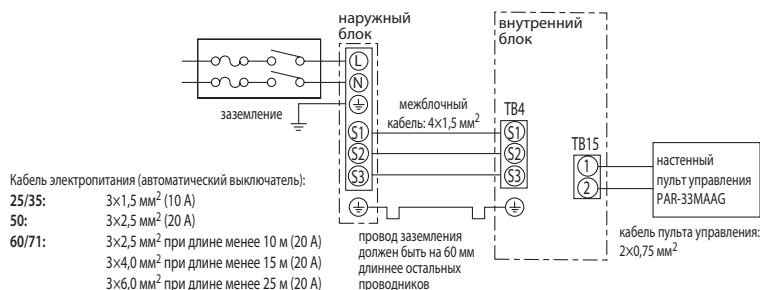 наружный
блок
внутренний
блок
L
N
заземление
межблочный
кабель: 4×1,5 мм²
TB4
S1
S2
S3
S1
S2
S3
TB15
1
2
настенный
пульт управления
PAR-33MAAG
кабель пульта управления:
2×0,75 мм²
провод заземления
должен быть на 60 мм
длиннее остальных
проводников
Кабель электропитания (автоматический выключатель):
25/35: 3×1,5 мм² (10 А)
50: 3×2,5 мм² (20 А)
60/71: 3×2,5 мм² при длине менее 10 м (20 А)
3×4,0 мм² при длине менее 15 м (20 А)
3×6,0 мм² при длине менее 25 м (20 А)